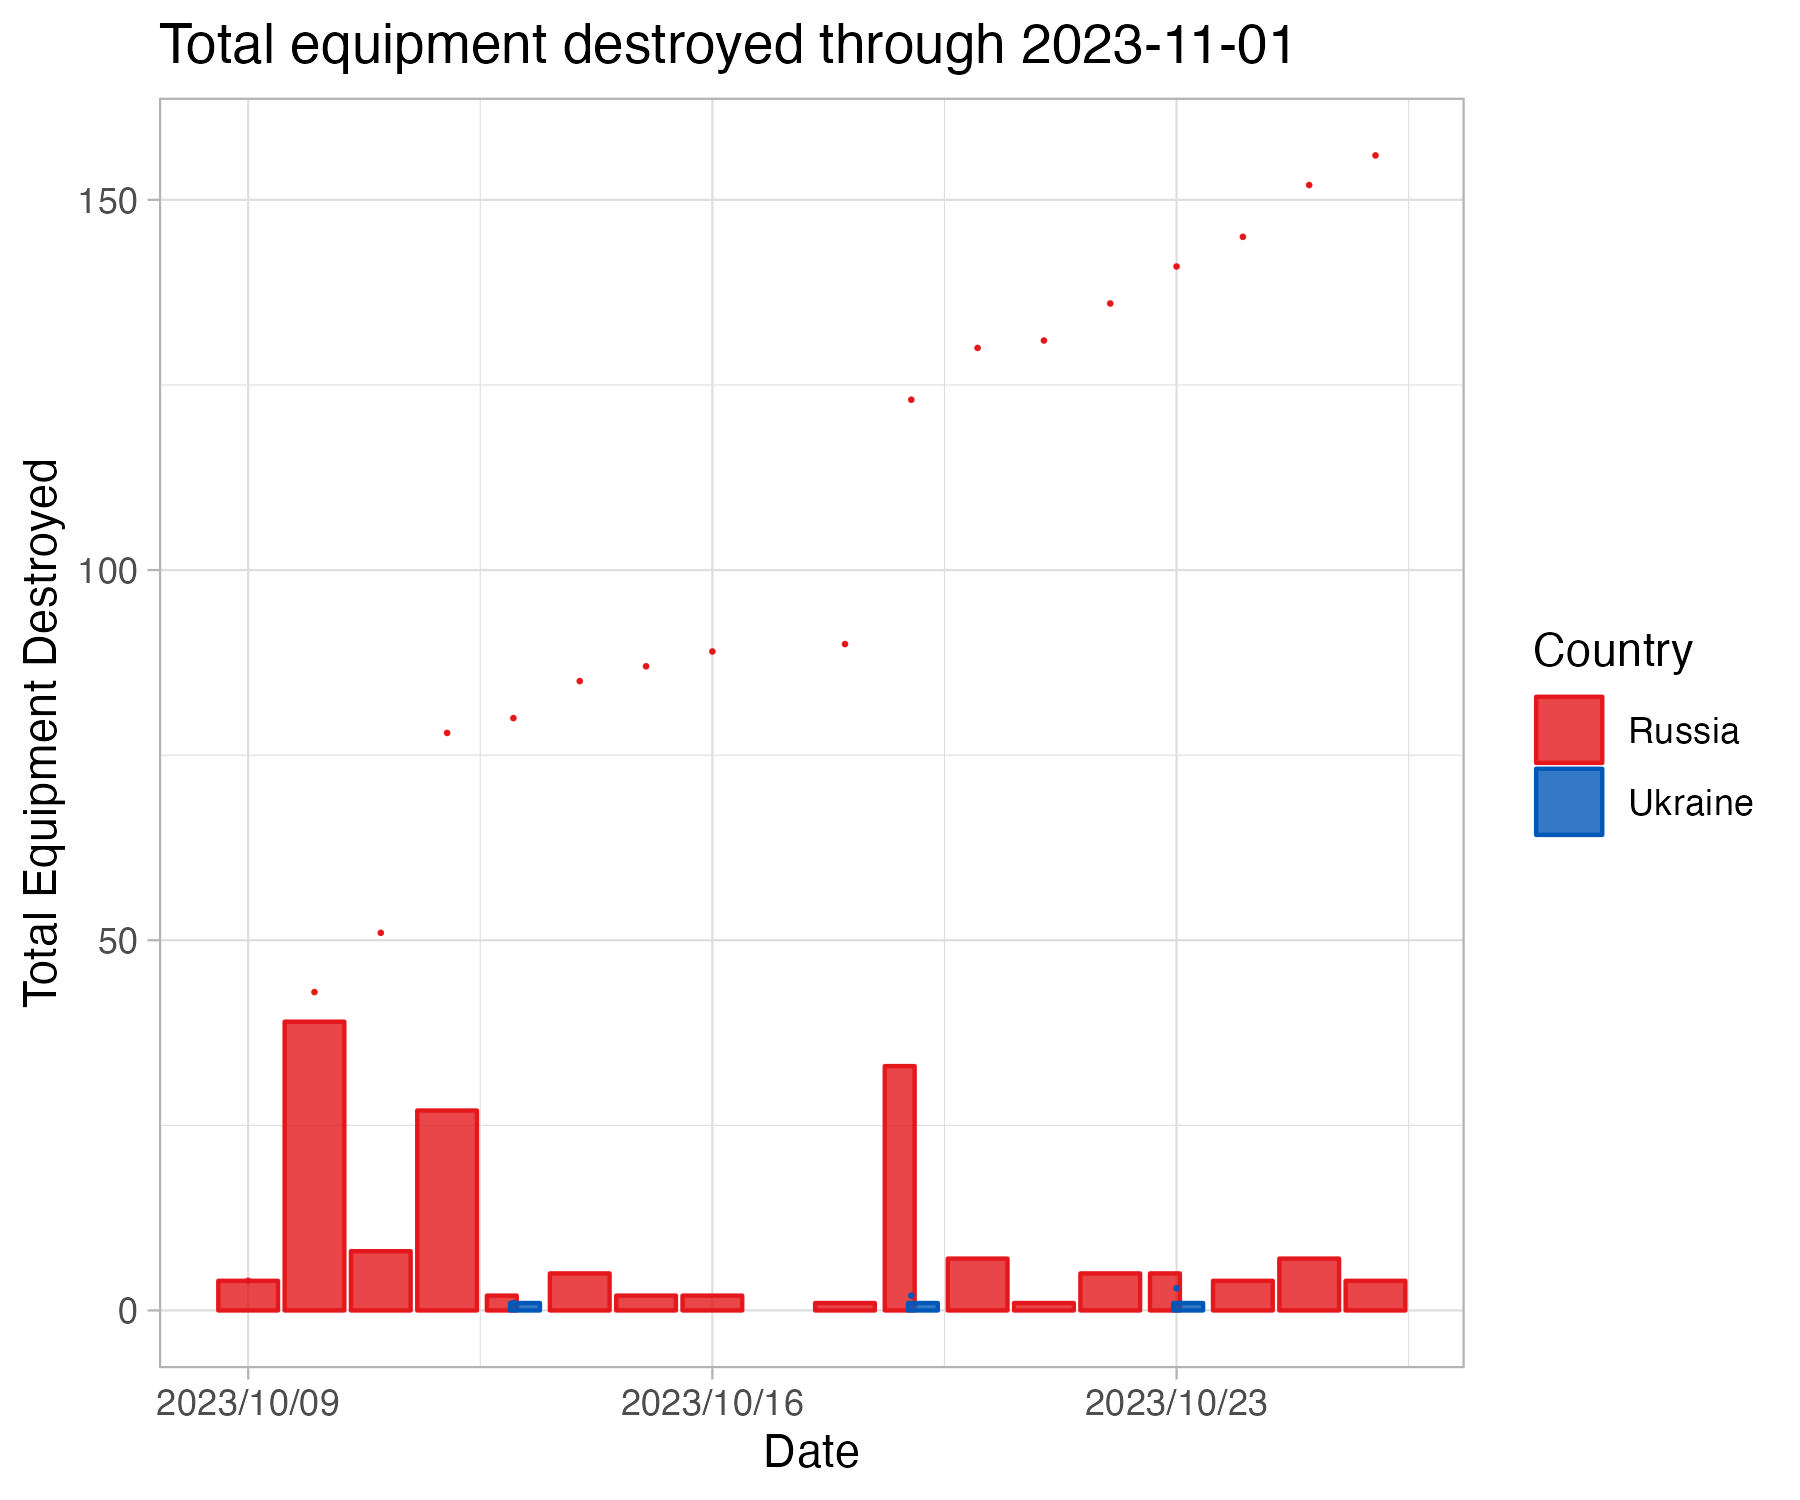 Total equipment destroyed through 2023-11-01
Total Equipment Destroyed
150
100
50
0
2023/10/09
2023/10/16
2023/10/23
Date
Country
Russia
Ukraine